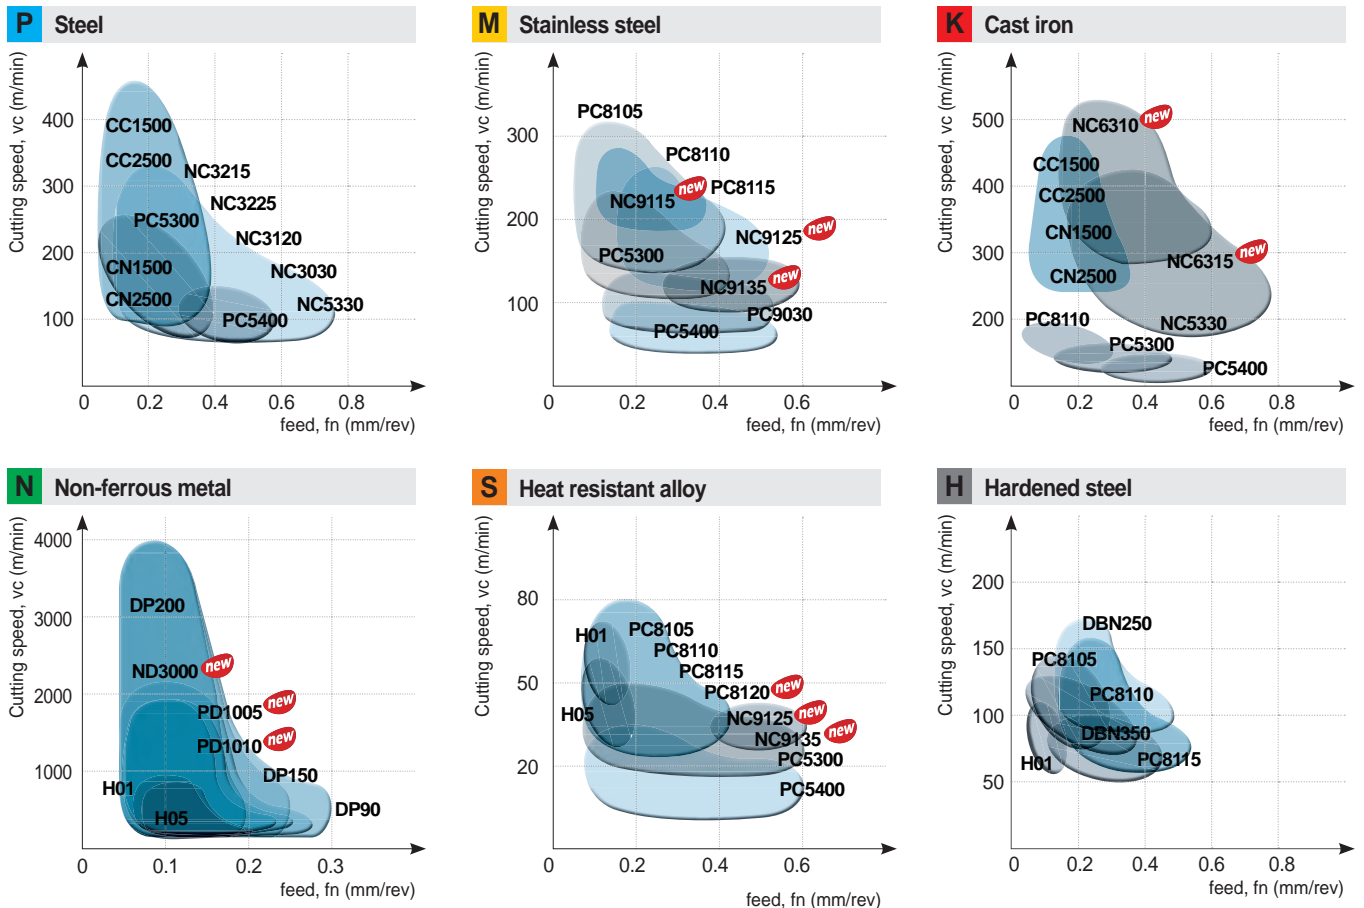 P Steel
Cutting speed, vc (m/min)
400
300
200
100
CC1500
CC2500
NC3215
NC3225
PC5300
NC3120
CN1500
NC3030
CN2500
NC5330
PC5400
0 0.2 0.4 0.6 0.8
feed, fn (mm/rev)
M Stainless steel
Cutting speed, vc (m/min)
300
200
100
PC8105
PC8110
PC8115
NC9115 new
NC9125 new
PC5300
NC9135 new
PC9030
PC5400
0 0.2 0.4 0.6
feed, fn (mm/rev)
K Cast iron
Cutting speed, vc (m/min)
500
400
300
200
NC6310 new
CC1500
CC2500
CN1500
NC6315 new
CN2500
PC8110
NC5330
PC5300
PC5400
0 0.2 0.4 0.6 0.8
feed, fn (mm/rev)
N Non-ferrous metal
Cutting speed, vc (m/min)
4000
3000
2000
1000
DP200
ND3000 new
PD1005 new
PD1010 new
DP150
H01
DP90
H05
0 0.1 0.2 0.3
feed, fn (mm/rev)
S Heat resistant alloy
Cutting speed, vc (m/min)
80
50
20
H01
PC8105
PC8110
PC8115
PC8120 new
H05
NC9125 new
NC9135 new
PC5300
PC5400
0 0.2 0.4 0.6
feed, fn (mm/rev)
H Hardened steel
Cutting speed, vc (m/min)
200
150
100
50
DBN250
PC8105
PC8110
DBN350
H01
PC8115
0 0.2 0.4 0.6 0.8
feed, fn (mm/rev)